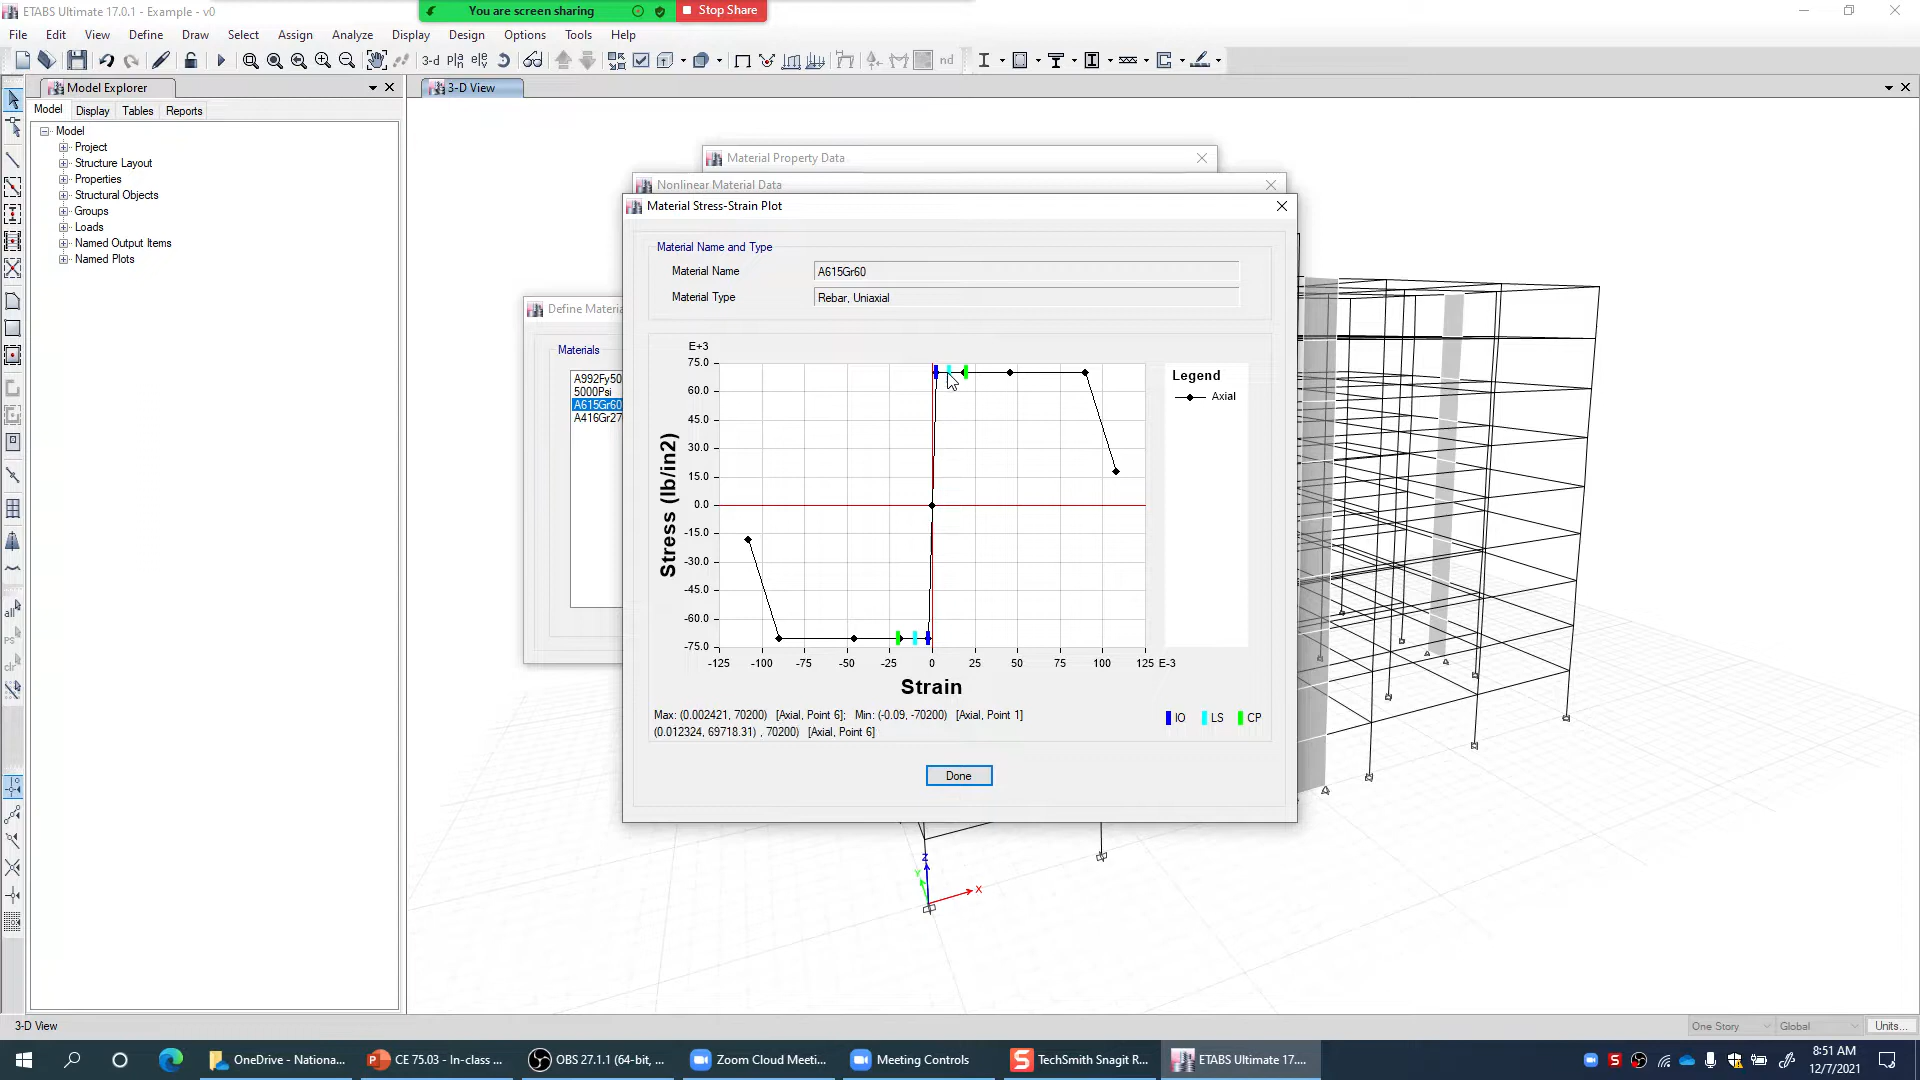 ETABS Ultimate 17.0.1 - Example - v0
You are screen sharing
Stop Share
File Edit View Define Draw Select Assign Analyze Display Design Options Tools Help
3-d
nd
Model Explorer
3-D View
Model Display Tables Reports
Model
Project
Structure Layout
Properties
Structural Objects
Groups
Loads
Named Output Items
Named Plots
all
PS
clr
Material Property Data
Nonlinear Material Data
Define Materia
Materials
A992Fy50
5000Psi
A615Gr60
A416Gr27
Material Stress-Strain Plot
Material Name and Type
Material Name A615Gr60
Material Type Rebar, Uniaxial
E+3
75.0
60.0
45.0
30.0
15.0
0.0
-15.0
-30.0
-45.0
-60.0
-75.0
Stress (lb/in2)
-125 -100 -75 -50 -25 0 25 50 75 100 125 E-3
Strain
Legend
Axial
Max: (0.002421, 70200) [Axial, Point 6]; Min: (-0.09, -70200) [Axial, Point 1]
(0.012324, 69718.31) , 70200) [Axial, Point 6]
IO LS CP
Done
Z
Y
X
3-D View
One Story Global Units...
OneDrive - Nationa...
CE 75.03 - In-class ...
OBS 27.1.1 (64-bit, ...
Zoom Cloud Meeti...
Meeting Controls
TechSmith Snagit R...
ETABS Ultimate 17....
8:51 AM
12/7/2021